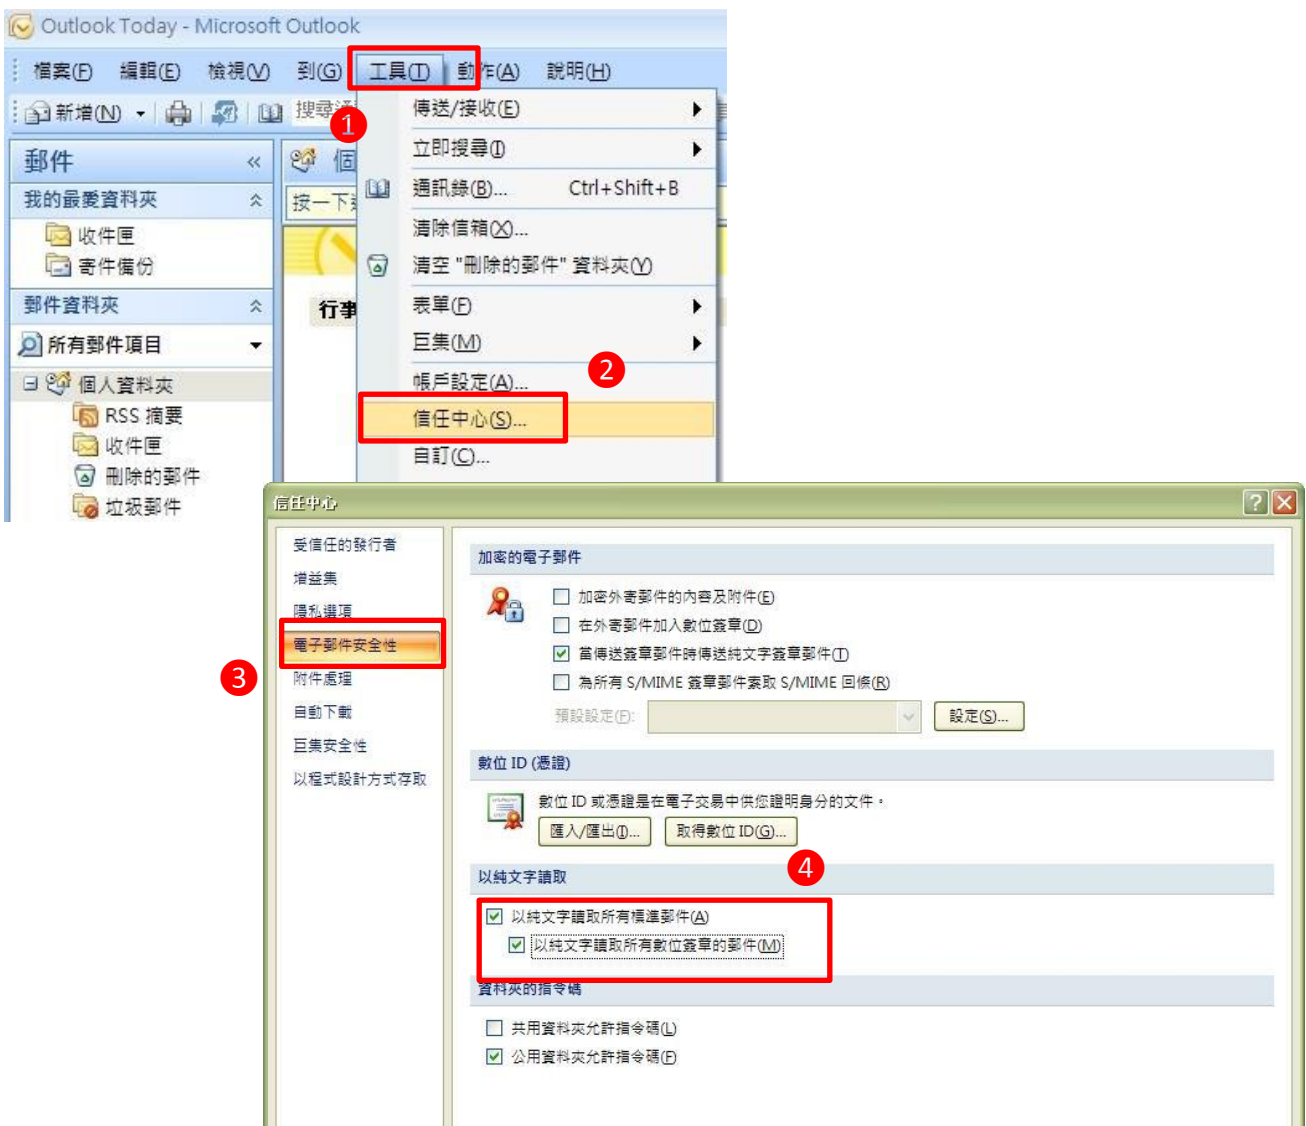 Outlook Today - Microsoft Outlook
檔案(F) 編輯(E) 檢視(V) 到(G) 工具(T) 動作(A) 說明(H)
新增(N) 搜尋
1
傳送/接收(E)
立即搜尋(I)
通訊錄(B)... Ctrl+Shift+B
清除信箱(X)...
清空 "刪除的郵件" 資料夾(Y)
表單(F)
巨集(M)
2
帳戶設定(A)...
信任中心(S)...
自訂(C)...
郵件 «
我的最愛資料夾
收件匣
寄件備份
郵件資料夾
所有郵件項目
個人資料夾
RSS 摘要
收件匣
刪除的郵件
垃圾郵件
個
按一下
行事
信任中心
受信任的發行者
增益集
隱私選項
電子郵件安全性
3
附件處理
自動下載
巨集安全性
以程式設計方式存取
加密的電子郵件
加密外寄郵件的內容及附件(E)
在外寄郵件加入數位簽章(D)
當傳送簽章郵件時傳送純文字簽章郵件(T)
為所有 S/MIME 簽章郵件索取 S/MIME 回條(R)
預設設定(F): 設定(S)...
數位 ID (憑證)
數位 ID 或憑證是在電子交易中供您證明身分的文件。
匯入/匯出(I)... 取得數位 ID(G)...
4
以純文字讀取
以純文字讀取所有標準郵件(A)
以純文字讀取所有數位簽章的郵件(M)
資料夾的指令碼
共用資料夾允許指令碼(L)
公用資料夾允許指令碼(F)